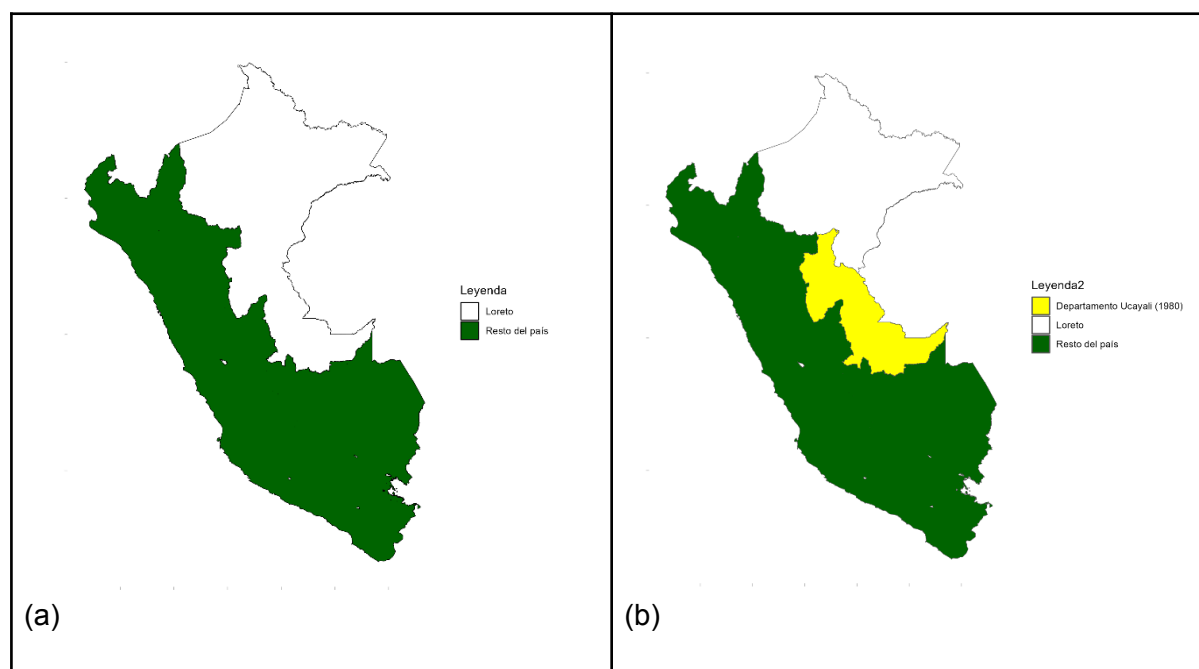 Leyenda
Loreto
Resto del país
(a)
Leyenda2
Departamento Ucayali (1980)
Loreto
Resto del país
(b)